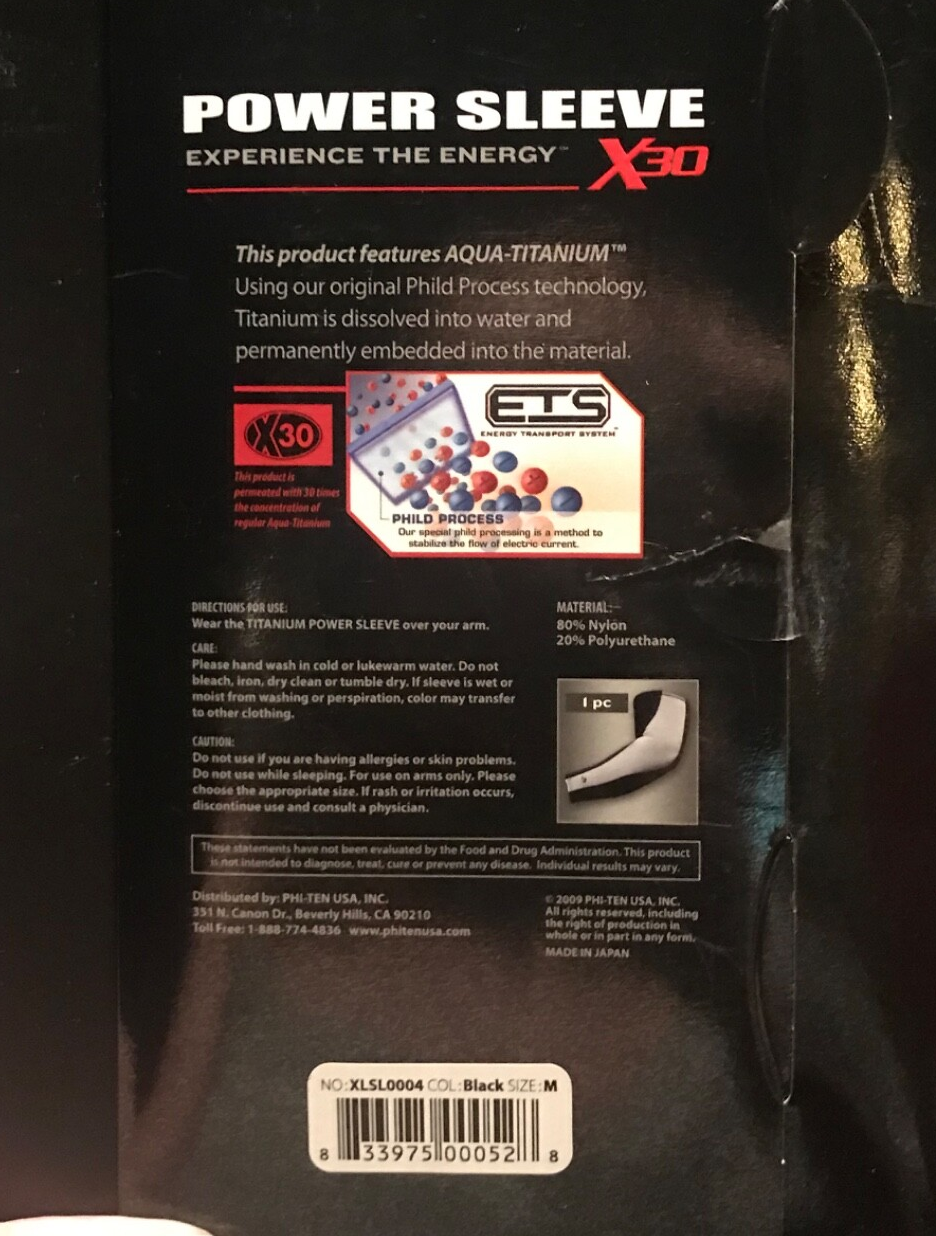 POWER SLEEVE
EXPERIENCE THE ENERGY™ X30
This product features AQUA-TITANIUM™
Using our original Phild Process technology,
Titanium is dissolved into water and
permanently embedded into the material.
X30
This product is
permeated with 30 times
the concentration of
regular Aqua-Titanium
ETS
ENERGY TRANSPORT SYSTEM™
PHILD PROCESS
Our special phild processing is a method to
stabilize the flow of electric current.
DIRECTIONS FOR USE:
Wear the TITANIUM POWER SLEEVE over your arm.
CARE:
Please hand wash in cold or lukewarm water. Do not
bleach, iron, dry clean or tumble dry. If sleeve is wet or
moist from washing or perspiration, color may transfer
to other clothing.
CAUTION:
Do not use if you are having allergies or skin problems.
Do not use while sleeping. For use on arms only. Please
choose the appropriate size. If rash or irritation occurs,
discontinue use and consult a physician.
MATERIAL:
80% Nylon
20% Polyurethane
1 pc
These statements have not been evaluated by the Food and Drug Administration. This product
is not intended to diagnose, treat, cure or prevent any disease. Individual results may vary.
Distributed by: PHI-TEN USA, INC.
351 N. Canon Dr., Beverly Hills, CA 90210
Toll Free: 1-888-774-4836 www.phitenusa.com
© 2009 PHI-TEN USA, INC.
All rights reserved, including
the right of production in
whole or in part in any form.
MADE IN JAPAN
NO:XLSL0004 COL:Black SIZE:M
8 33975 00052 8